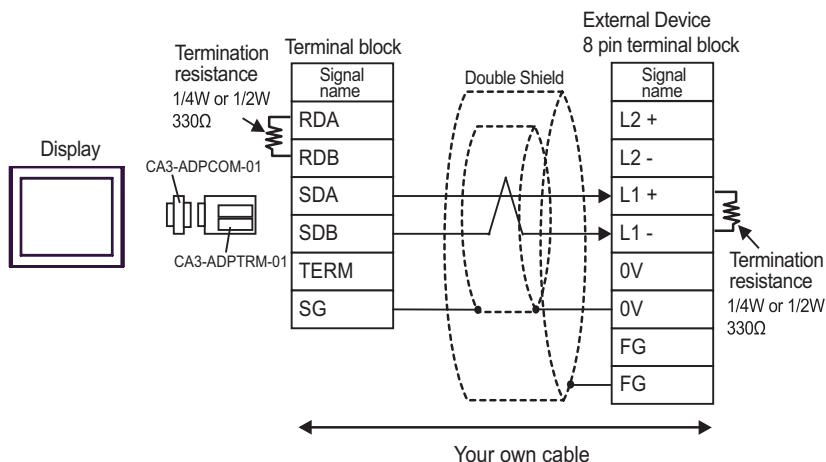 External Device
8 pin terminal block
Termination
resistance
1/4W or 1/2W
330Ω
Terminal block
Signal
name
Double Shield
Signal
name
RDA
L2 +
RDB
L2 -
Display
CA3-ADPCOM-01
SDA
L1 +
SDB
L1 -
CA3-ADPTRM-01
TERM
0V
Termination
resistance
1/4W or 1/2W
330Ω
SG
0V
FG
FG
Your own cable